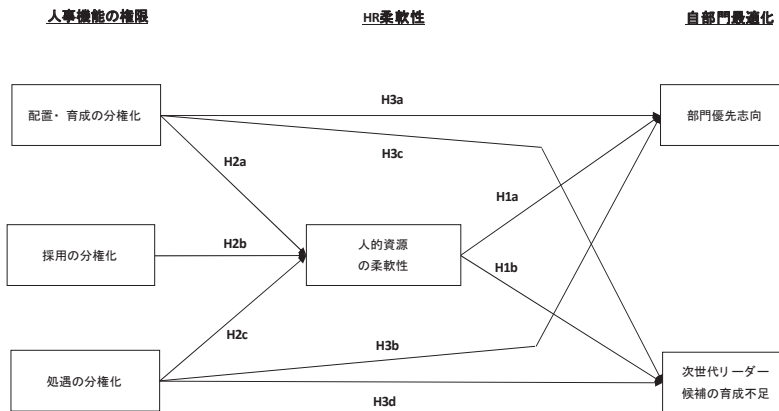 人事機能の権限
HR柔軟性
自部門最適化
配置・育成の分権化
H3a
部門優先志向
H3c
H2a
H1a
採用の分権化
H2b
人的資源
の柔軟性
H1b
H2c
H3b
処遇の分権化
H3d
次世代リーダー
候補の育成不足